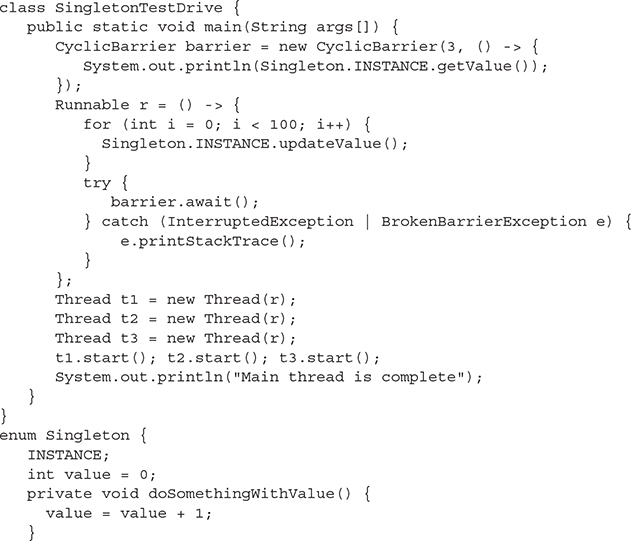 class SingletonTestDrive {
   public static void main(String args[]) {
      CyclicBarrier barrier = new CyclicBarrier(3, () -> {
         System.out.println(Singleton.INSTANCE.getValue());
      });
      Runnable r = () -> {
         for (int i = 0; i < 100; i++) {
           Singleton.INSTANCE.updateValue();
         }
         try {
            barrier.await();
         } catch (InterruptedException | BrokenBarrierException e) {
             e.printStackTrace();
         }
      };
      Thread t1 = new Thread(r);
      Thread t2 = new Thread(r);
      Thread t3 = new Thread(r);
      t1.start(); t2.start(); t3.start();
      System.out.println("Main thread is complete");
   }
}
enum Singleton {
   INSTANCE;
   int value = 0;
   private void doSomethingWithValue() {
     value = value + 1;
   }